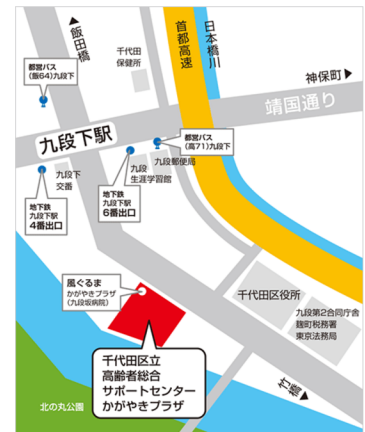 ▲飯田橋
都営バス
(飯64)九段下
千代田
保健所
首都高速
日本橋川
神保町▶
靖国通り
九段下駅
都営バス
(高71)九段下
九段下
交番
九段
生涯学習館
九段郵便局
地下鉄
九段下駅
4番出口
地下鉄
九段下駅
6番出口
風ぐるま
かがやきプラザ
(九段坂病院)
千代田区役所
九段第2合同庁舎
麹町税務署
東京法務局
千代田区立
高齢者総合
サポートセンター
かがやきプラザ
竹橋▶
北の丸公園